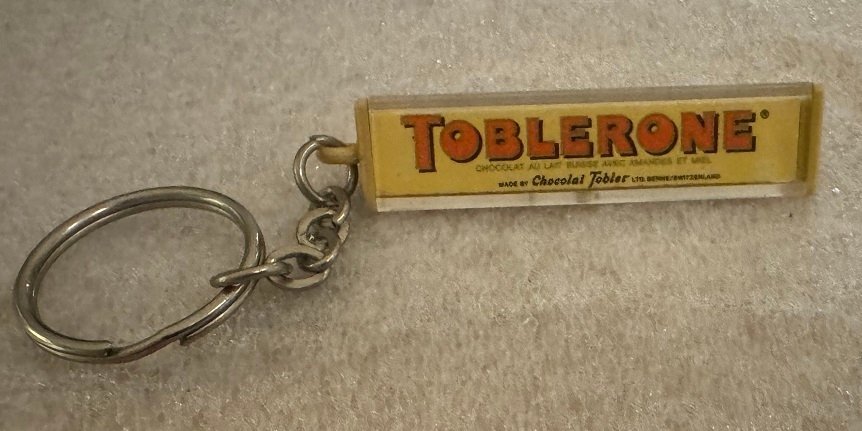 TOBLERONE®
CHOCOLAT AU LAIT SUISSE AVEC AMANDES ET MIEL
MADE BY Chocolat Tobler LTD. BERNE/SWITZERLAND